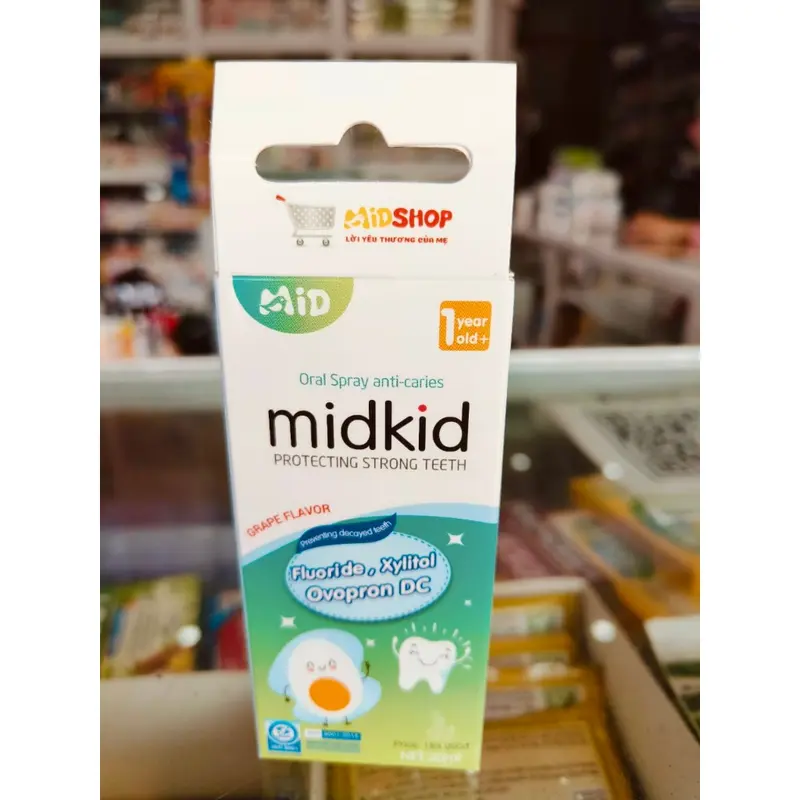 MiDSHOP
LỜI YÊU THƯƠNG CỦA MẸ
MiD
1 year
old+
Oral Spray anti-caries
midkid
PROTECTING STRONG TEETH
GRAPE FLAVOR
Preventing decayed teeth
Fluoride, Xylitol
Ovopron DC